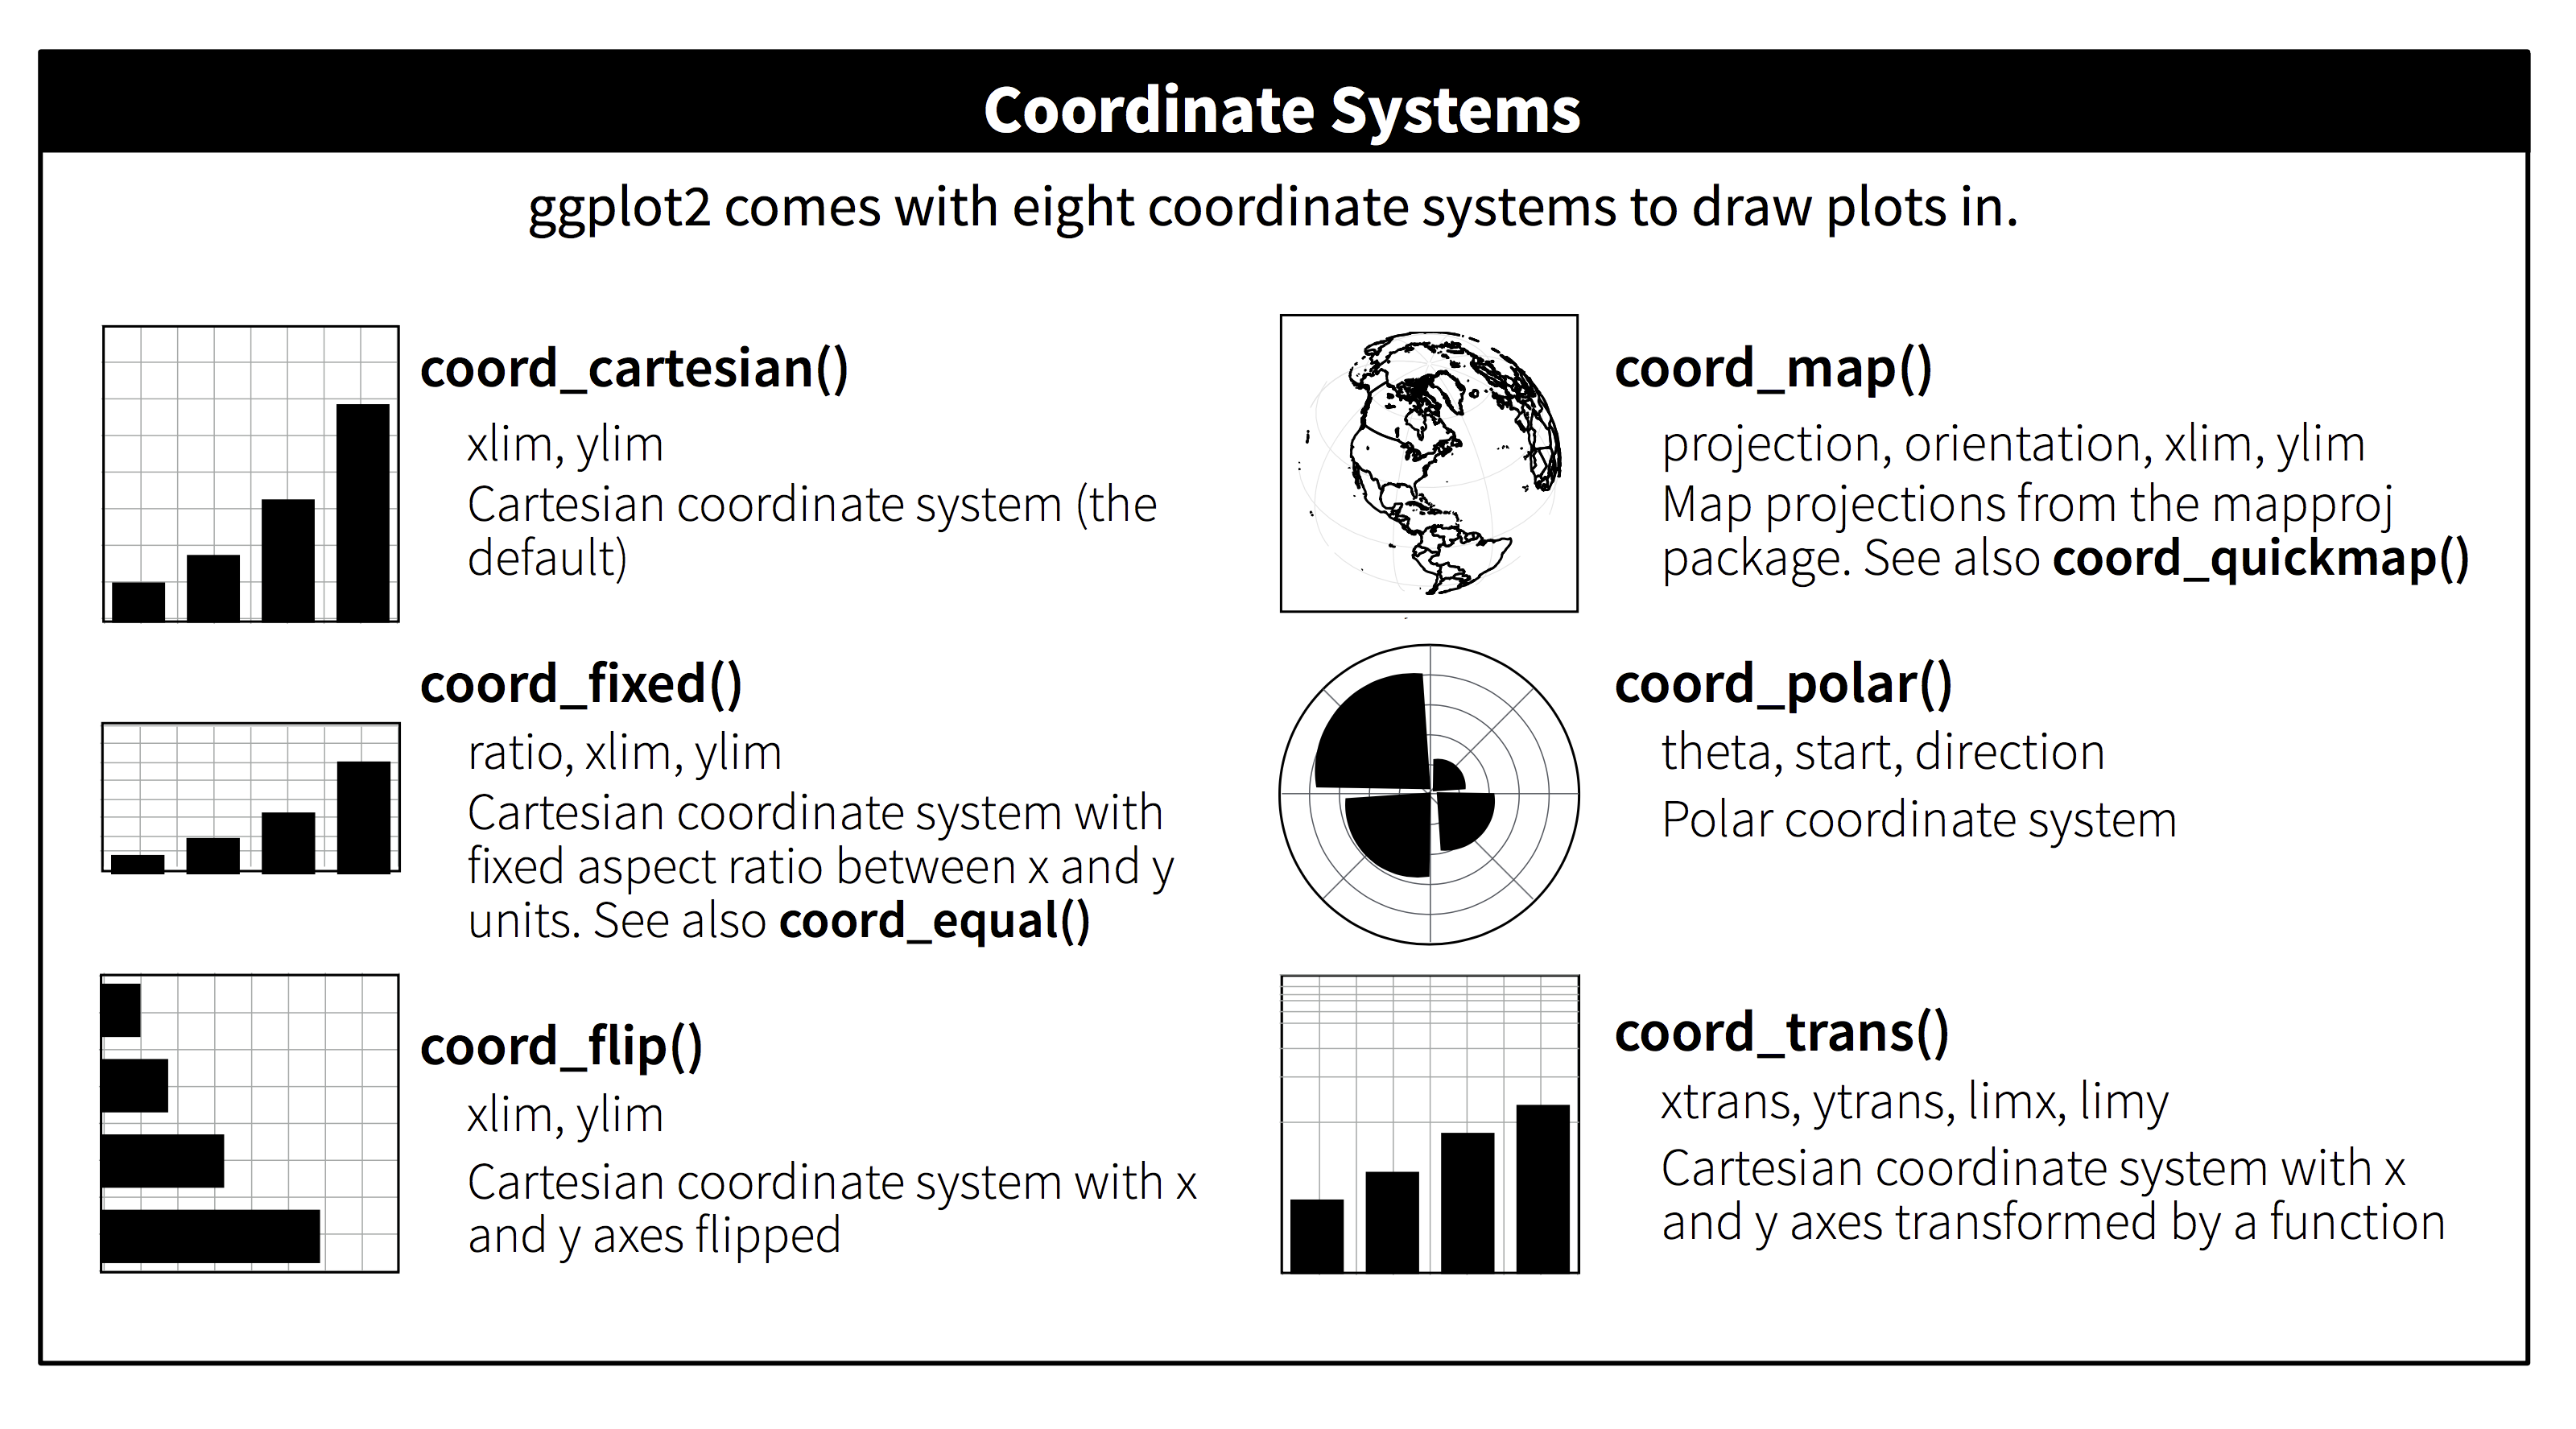 Coordinate Systems
ggplot2 comes with eight coordinate systems to draw plots in.
coord_cartesian()
xlim, ylim
Cartesian coordinate system (the
default)
coord_fixed()
ratio, xlim, ylim
Cartesian coordinate system with
fixed aspect ratio between x and y
units. See also coord_equal()
coord_flip()
xlim, ylim
Cartesian coordinate system with x
and y axes flipped
coord_map()
projection, orientation, xlim, ylim
Map projections from the mapproj
package. See also coord_quickmap()
coord_polar()
theta, start, direction
Polar coordinate system
coord_trans()
xtrans, ytrans, limx, limy
Cartesian coordinate system with x
and y axes transformed by a function